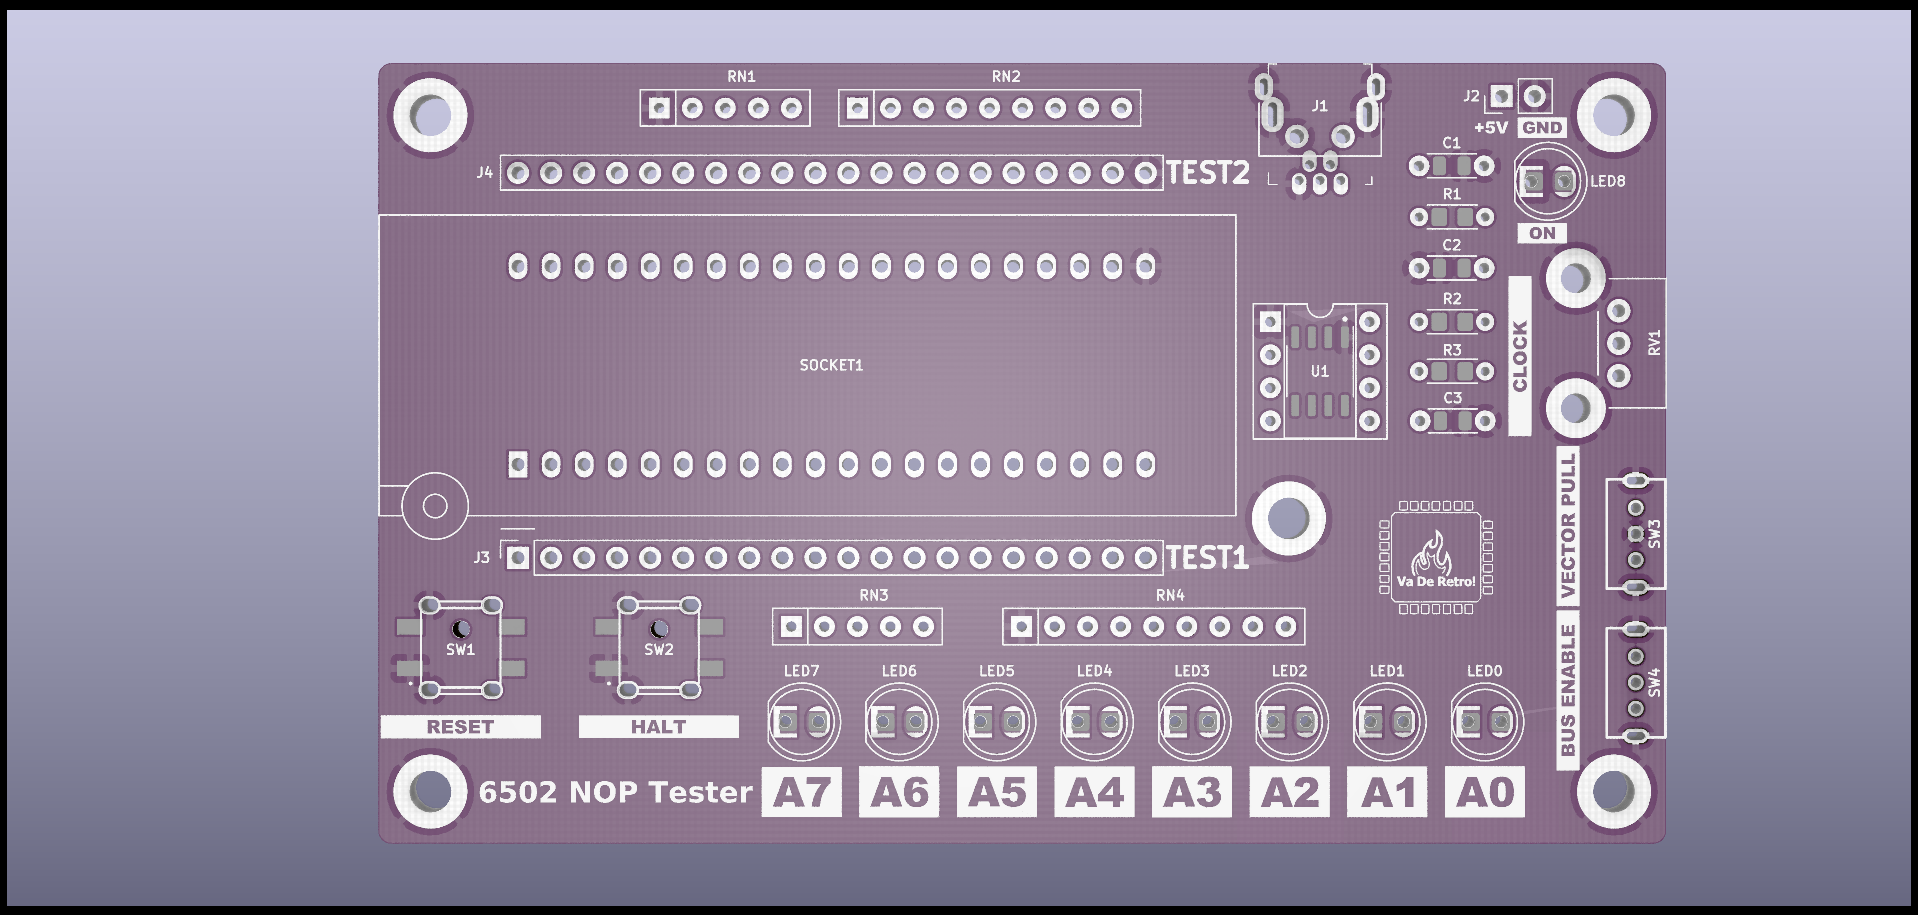 RN1
RN2
J1
J2
+5V GND
C1
J4
TEST2
LED8
R1
ON
C2
R2
CLOCK
RV1
R3
SOCKET1
U1
C3
VECTOR PULL
SW3
J3
TEST1
Va De Retro!
RN3
RN4
SW1
SW2
BUS ENABLE
SW4
LED7
LED6
LED5
LED4
LED3
LED2
LED1
LED0
RESET
HALT
6502 NOP Tester
A7
A6
A5
A4
A3
A2
A1
A0